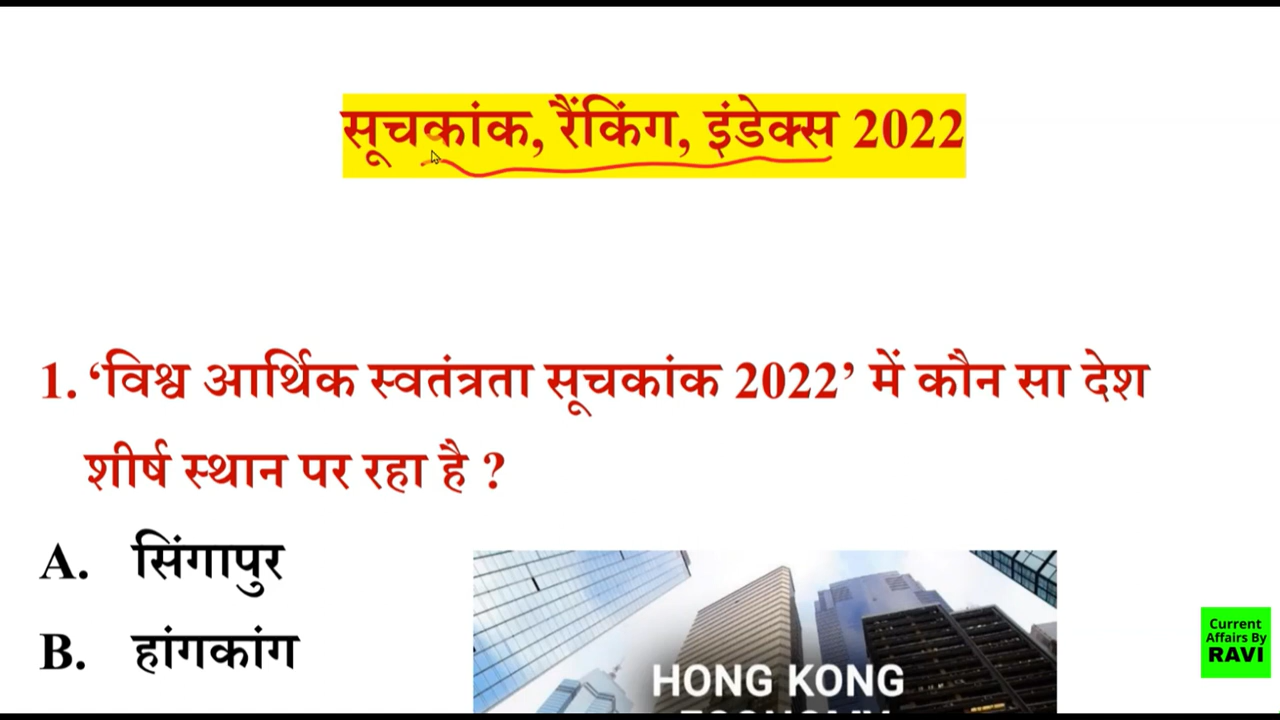 सूचकांक, रैंकिंग, इंडेक्स 2022
1. ‘विश्व आर्थिक स्वतंत्रता सूचकांक 2022’ में कौन सा देश
शीर्ष स्थान पर रहा है ?
A. सिंगापुर
B. हांगकांग
HONG KONG
Current
Affairs By
RAVI